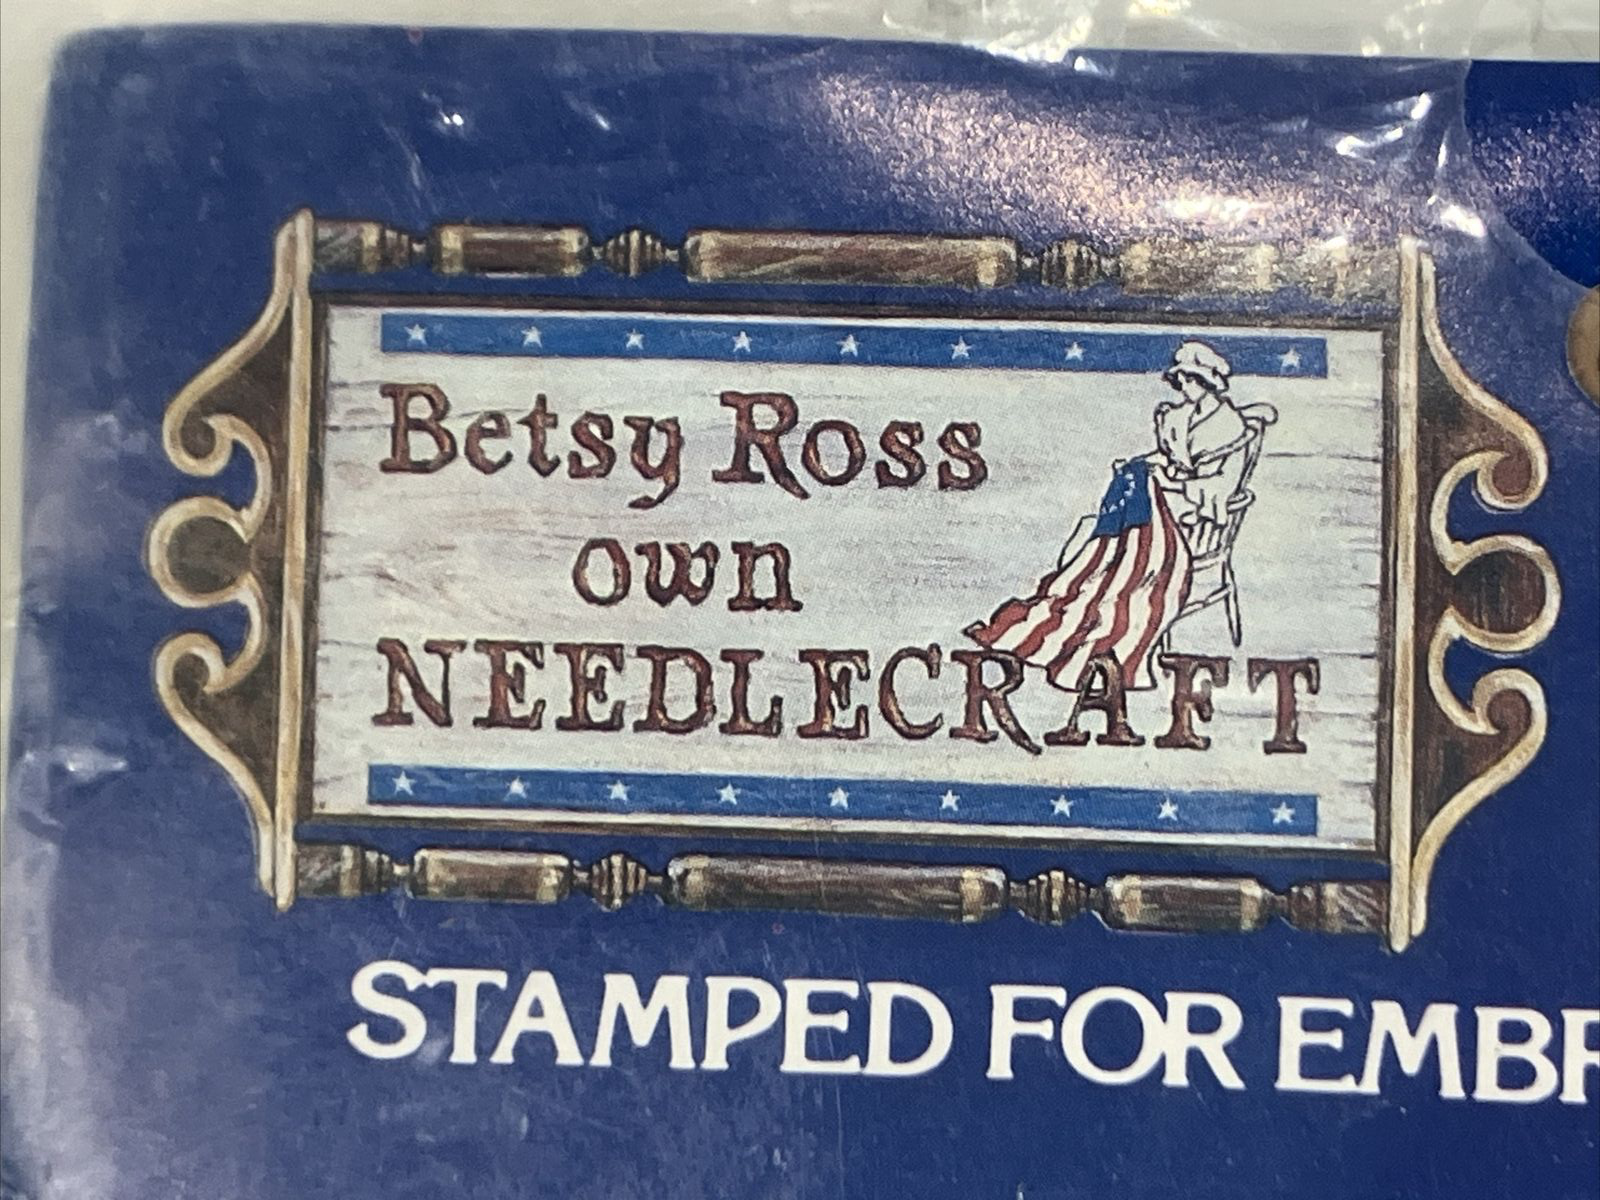 Betsy Ross
own
NEEDLECRAFT
STAMPED FOR EMBR